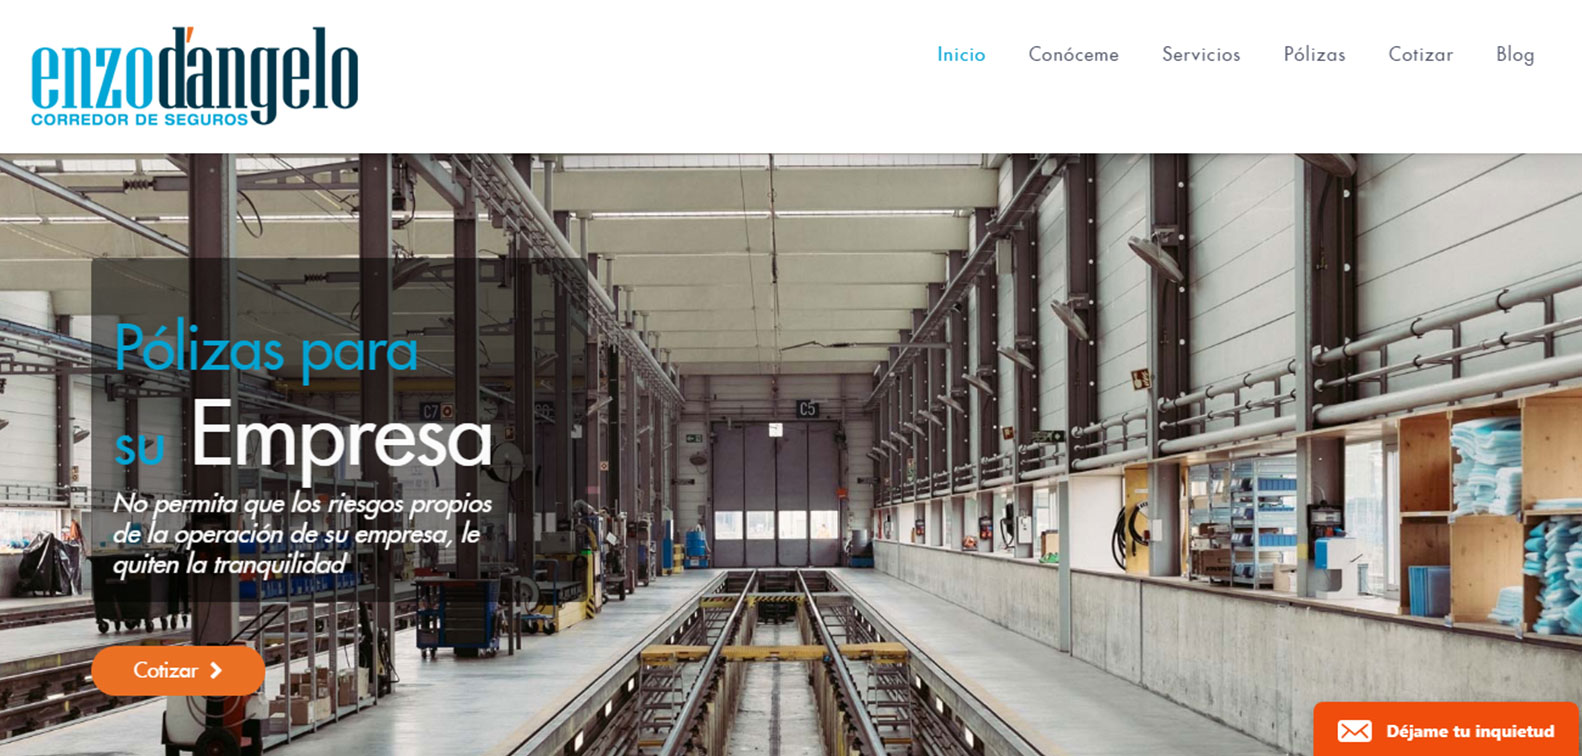 enzo d'angelo
CORREDOR DE SEGUROS
Inicio
Conóceme
Servicios
Pólizas
Cotizar
Blog
Pólizas para
su Empresa
No permita que los riesgos propios
de la operación de su empresa, le
quiten la tranquilidad
Cotizar
C7
C5
Déjame tu inquietud